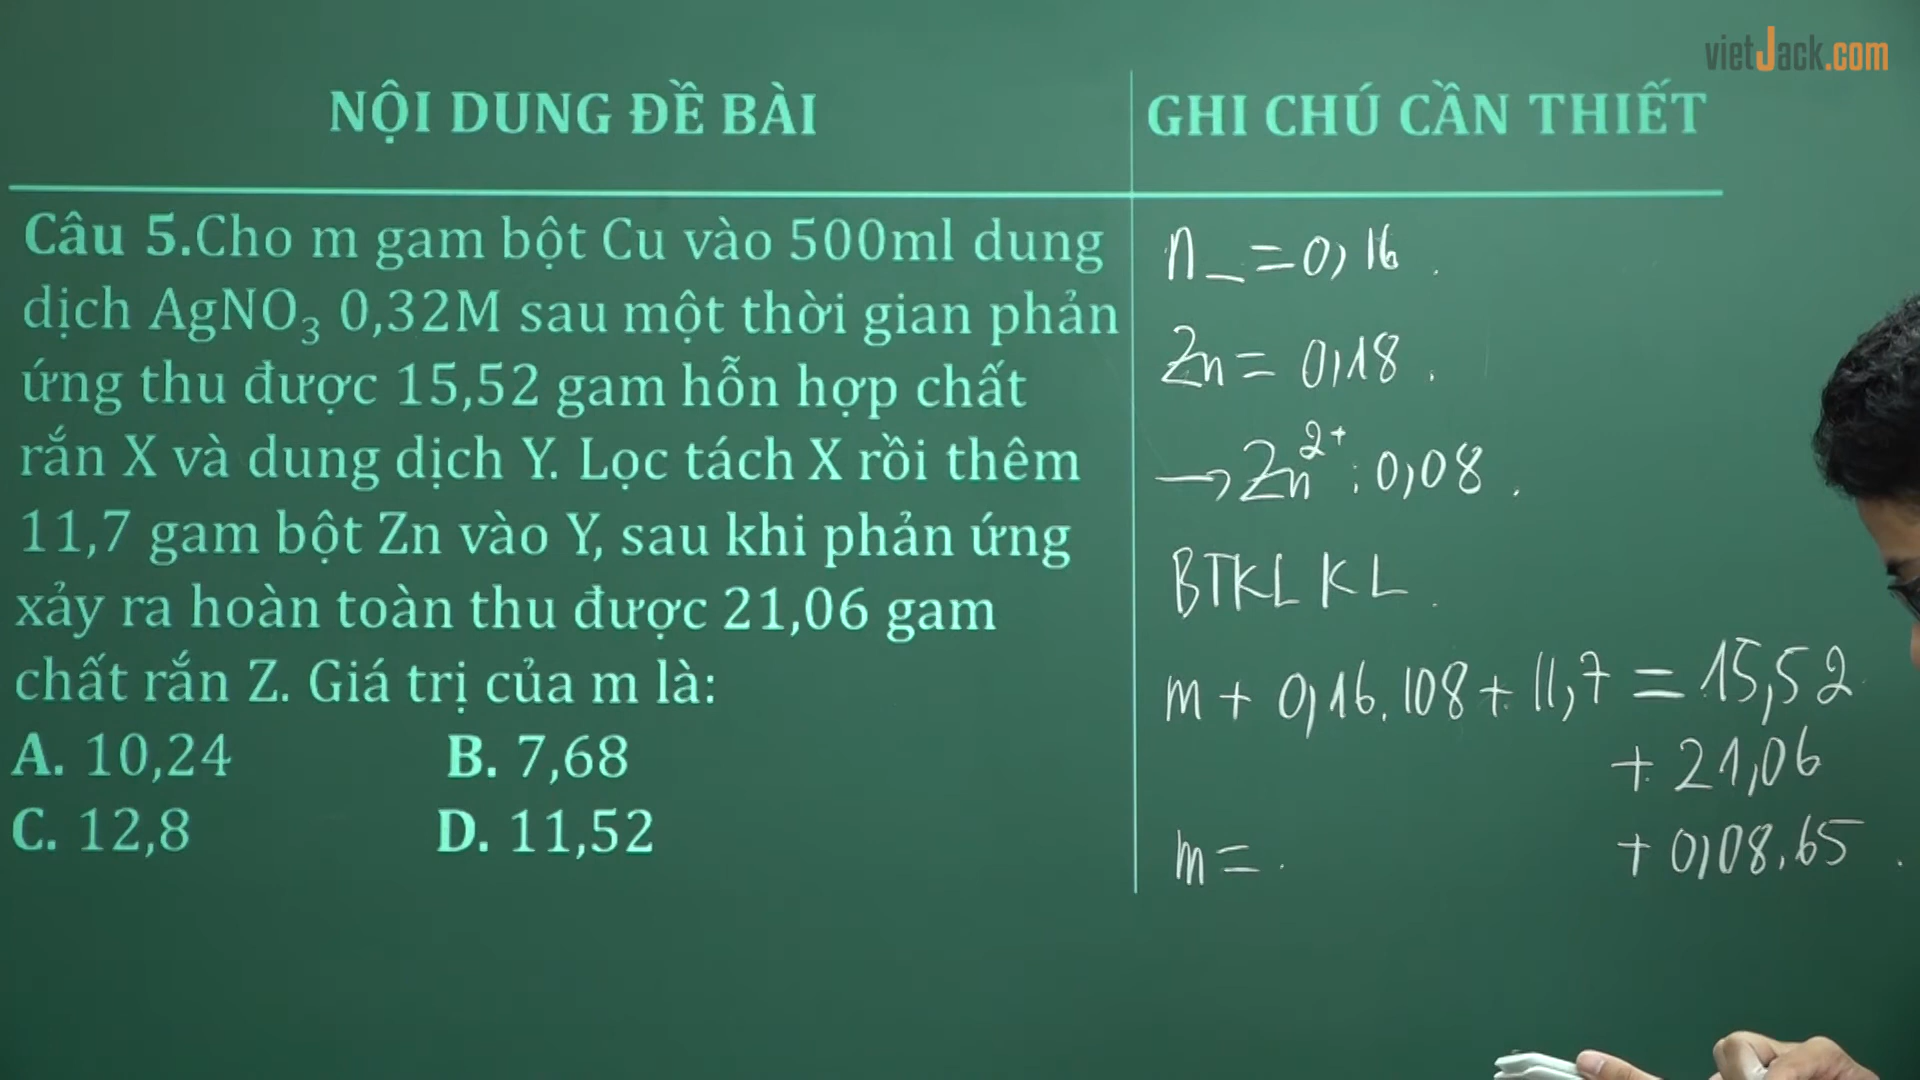 vietJack.com
NỘI DUNG ĐỀ BÀI
GHI CHÚ CẦN THIẾT
Câu 5.Cho m gam bột Cu vào 500ml dung
dịch AgNO₃ 0,32M sau một thời gian phản
ứng thu được 15,52 gam hỗn hợp chất
rắn X và dung dịch Y. Lọc tách X rồi thêm
11,7 gam bột Zn vào Y, sau khi phản ứng
xảy ra hoàn toàn thu được 21,06 gam
chất rắn Z. Giá trị của m là:
A. 10,24 B. 7,68
C. 12,8 D. 11,52
n_ = 0,16.
Zn = 0,18.
→ Zn²⁺ : 0,08.
BTKL KL.
m + 0,16.108 + 11,7 = 15,52
+ 21,06
+ 0,08.65.
m = .